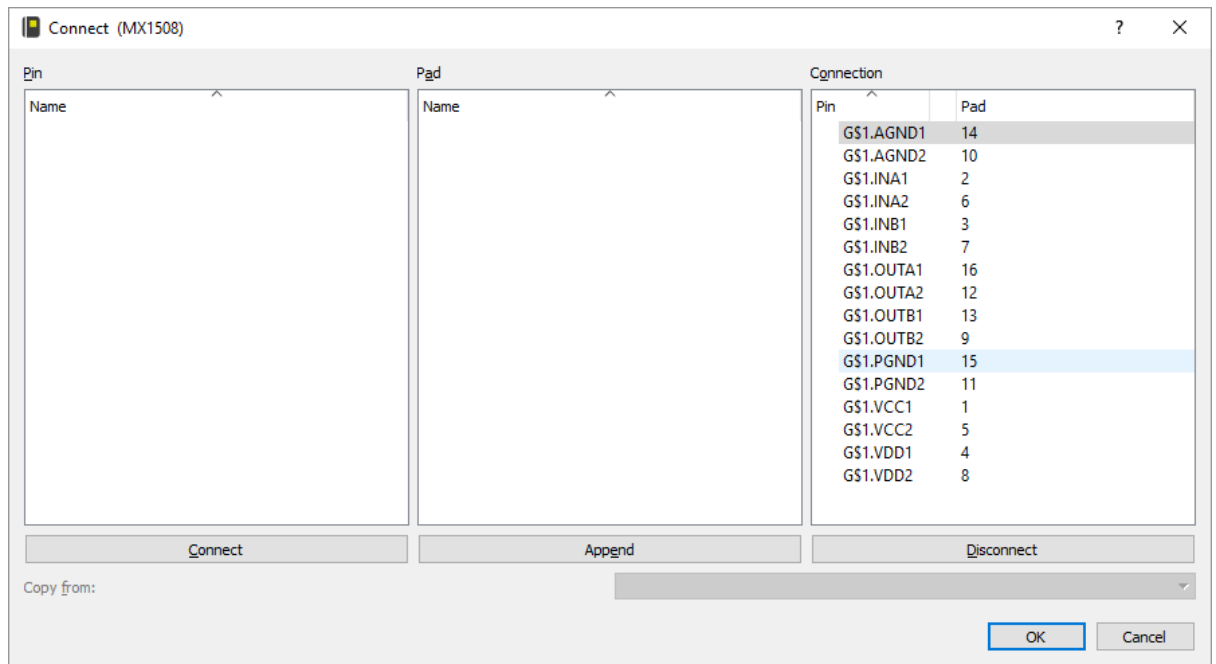 Connect (MX1508)
?
Pin
Pad
Connection
Name
Name
Pin Pad
G$1.AGND1 14
G$1.AGND2 10
G$1.INA1 2
G$1.INA2 6
G$1.INB1 3
G$1.INB2 7
G$1.OUTA1 16
G$1.OUTA2 12
G$1.OUTB1 13
G$1.OUTB2 9
G$1.PGND1 15
G$1.PGND2 11
G$1.VCC1 1
G$1.VCC2 5
G$1.VDD1 4
G$1.VDD2 8
Connect
Append
Disconnect
Copy from:
OK
Cancel